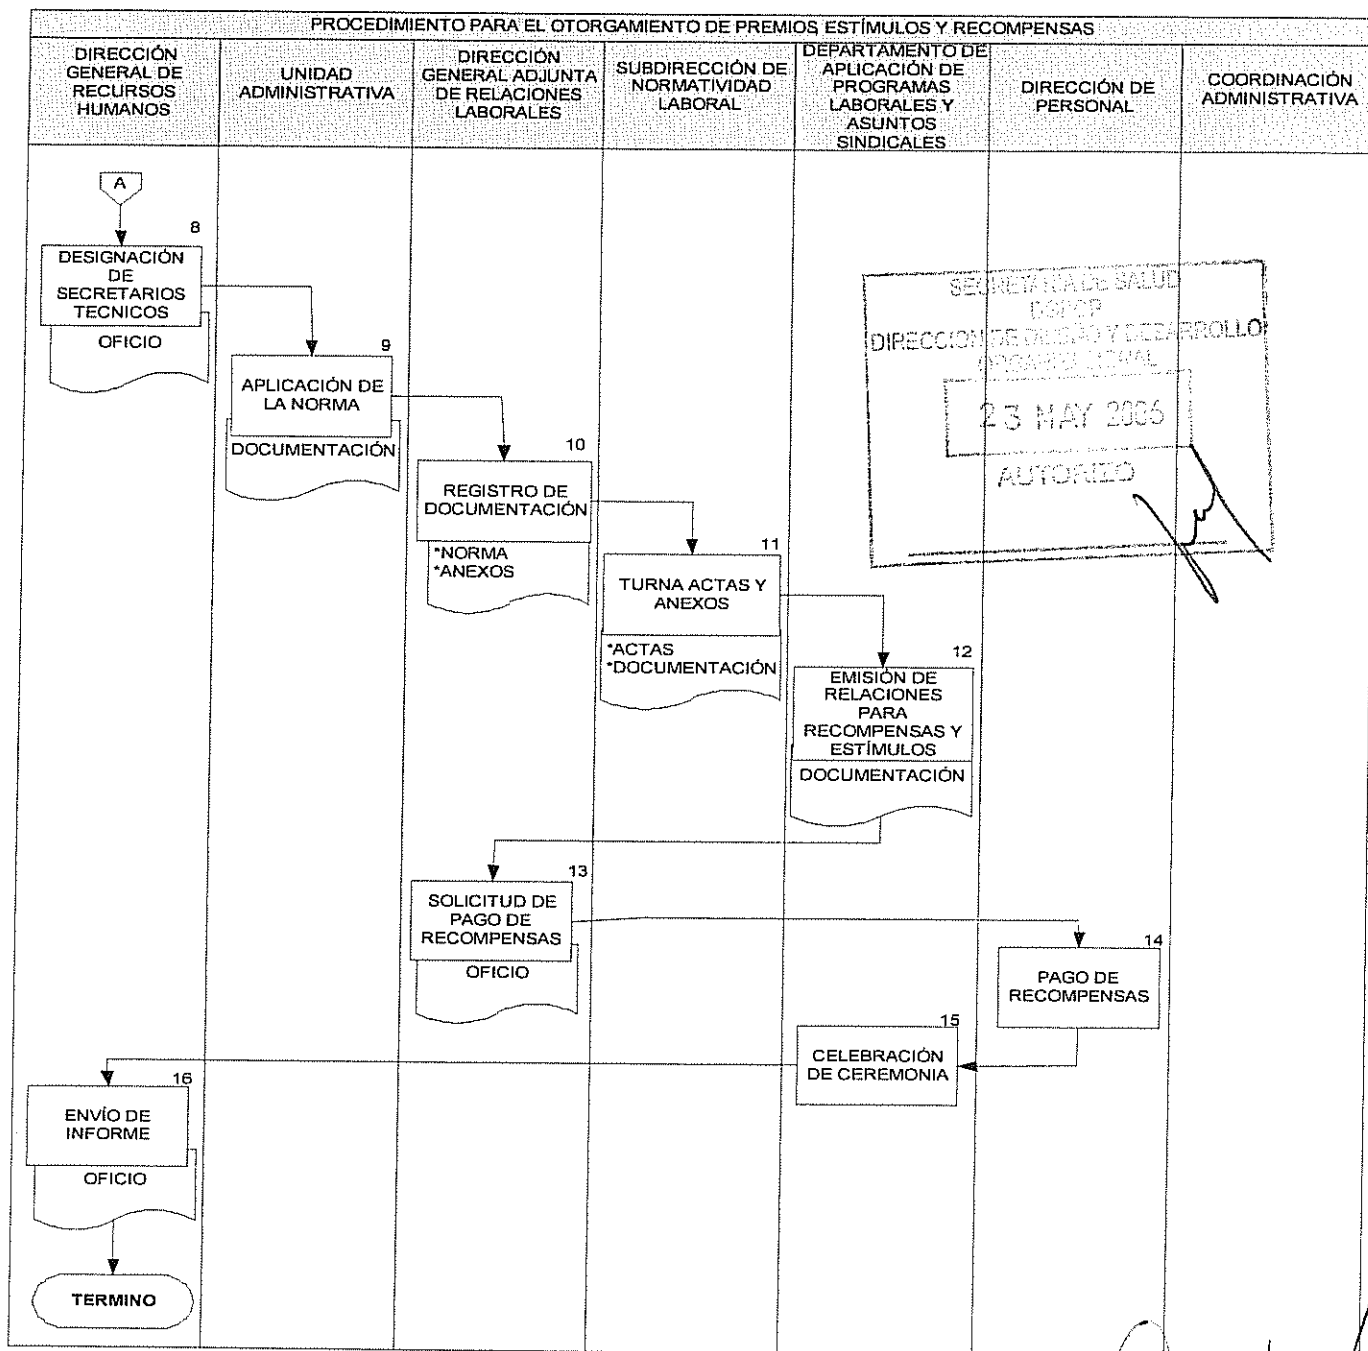 PROCEDIMIENTO PARA EL OTORGAMIENTO DE PREMIOS, ESTÍMULOS Y RECOMPENSAS
DIRECCIÓN
GENERAL DE
RECURSOS
HUMANOS
UNIDAD
ADMINISTRATIVA
DIRECCIÓN
GENERAL ADJUNTA
DE RELACIONES
LABORALES
SUBDIRECCIÓN DE
NORMATIVIDAD
LABORAL
DEPARTAMENTO DE
APLICACIÓN DE
PROGRAMAS
LABORALES Y
ASUNTOS
SINDICALES
DIRECCIÓN DE
PERSONAL
COORDINACIÓN
ADMINISTRATIVA
A
8
DESIGNACIÓN
DE
SECRETARIOS
TECNICOS
OFICIO
9
APLICACIÓN DE
LA NORMA
DOCUMENTACIÓN
10
REGISTRO DE
DOCUMENTACIÓN
*NORMA
*ANEXOS
11
TURNA ACTAS Y
ANEXOS
*ACTAS
*DOCUMENTACIÓN
12
EMISIÓN DE
RELACIONES
PARA
RECOMPENSAS Y
ESTÍMULOS
DOCUMENTACIÓN
13
SOLICITUD DE
PAGO DE
RECOMPENSAS
OFICIO
14
PAGO DE
RECOMPENSAS
15
CELEBRACIÓN
DE CEREMONIA
16
ENVÍO DE
INFORME
OFICIO
TERMINO
SECRETARIA DE SALUD
DIRECCION DE Y DESARROLLO
23 MAY 2006
AUTORIZO